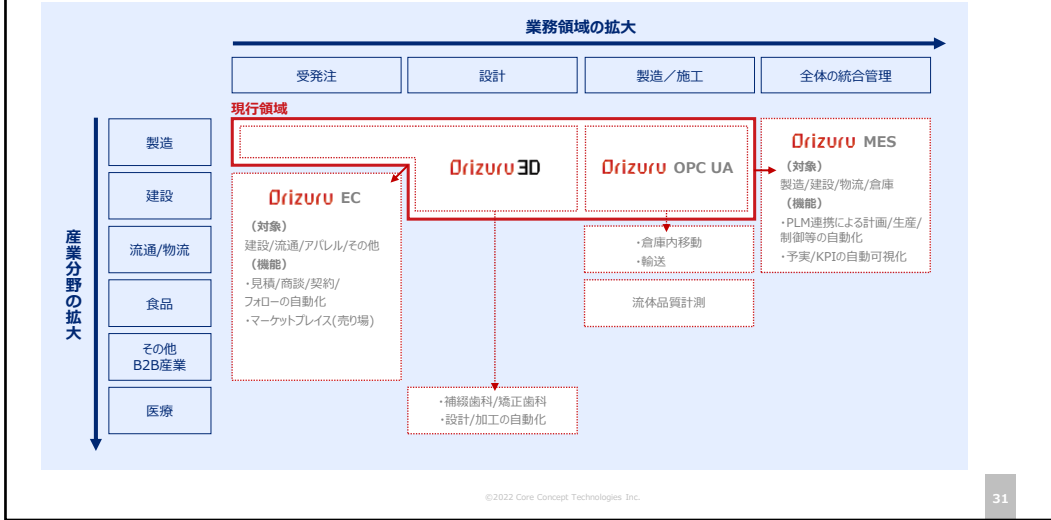 業務領域の拡大
受発注
設計
製造／施工
全体の統合管理
現行領域
産業分野の拡大
製造
建設
流通/物流
食品
その他
B2B産業
医療
Orizuru 3D
Orizuru OPC UA
Orizuru MES
（対象）
製造/建設/物流/倉庫
（機能）
・PLM連携による計画/生産/
制御等の自動化
・予実/KPIの自動可視化
Orizuru EC
（対象）
建設/流通/アパレル/その他
（機能）
・見積/商談/契約/
フォローの自動化
・マーケットプレイス(売り場)
・倉庫内移動
・輸送
流体品質計測
・補綴歯科/矯正歯科
・設計/加工の自動化
©2022 Core Concept Technologies Inc.
31